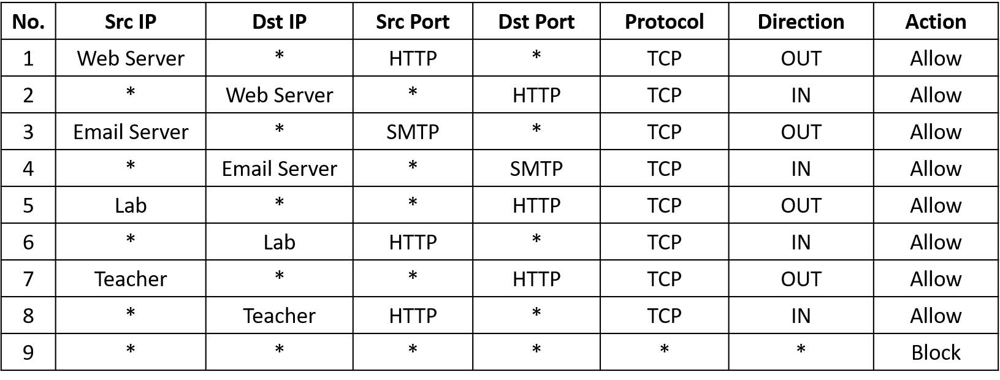 No. Src IP Dst IP Src Port Dst Port Protocol Direction Action
1 Web Server * HTTP * TCP OUT Allow
2 * Web Server * HTTP TCP IN Allow
3 Email Server * SMTP * TCP OUT Allow
4 * Email Server * SMTP TCP IN Allow
5 Lab * * HTTP TCP OUT Allow
6 * Lab HTTP * TCP IN Allow
7 Teacher * * HTTP TCP OUT Allow
8 * Teacher HTTP * TCP IN Allow
9 * * * * * * Block